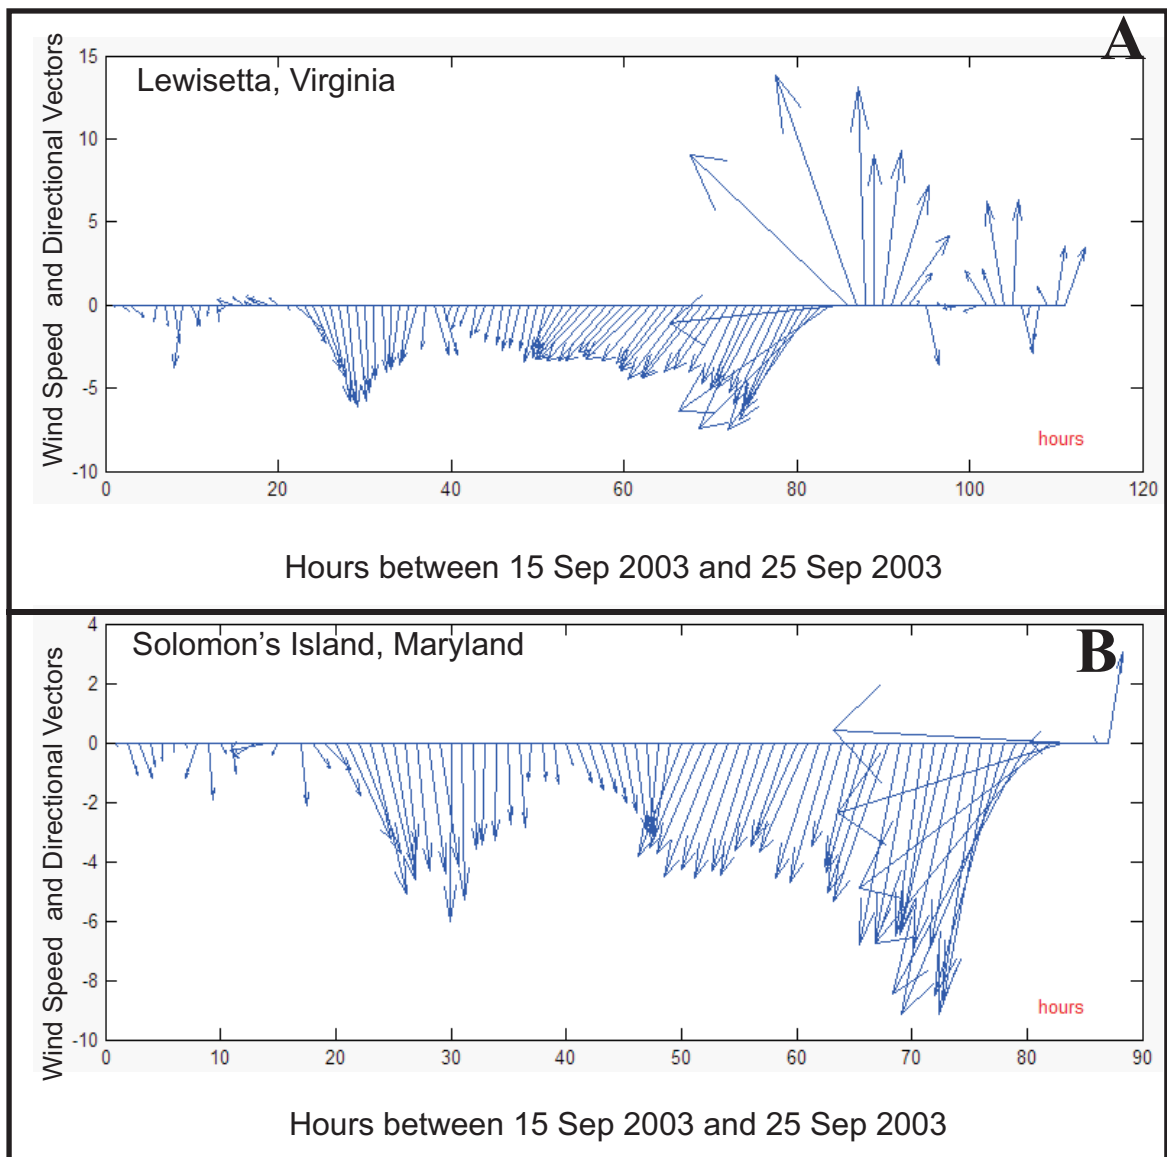 A
Lewisetta, Virginia
Wind Speed and Directional Vectors
15
10
5
0
-5
-10
hours
0 20 40 60 80 100 120
Hours between 15 Sep 2003 and 25 Sep 2003
B
Solomon's Island, Maryland
Wind Speed and Directional Vectors
4
2
0
-2
-4
-6
-8
-10
hours
0 10 20 30 40 50 60 70 80 90
Hours between 15 Sep 2003 and 25 Sep 2003